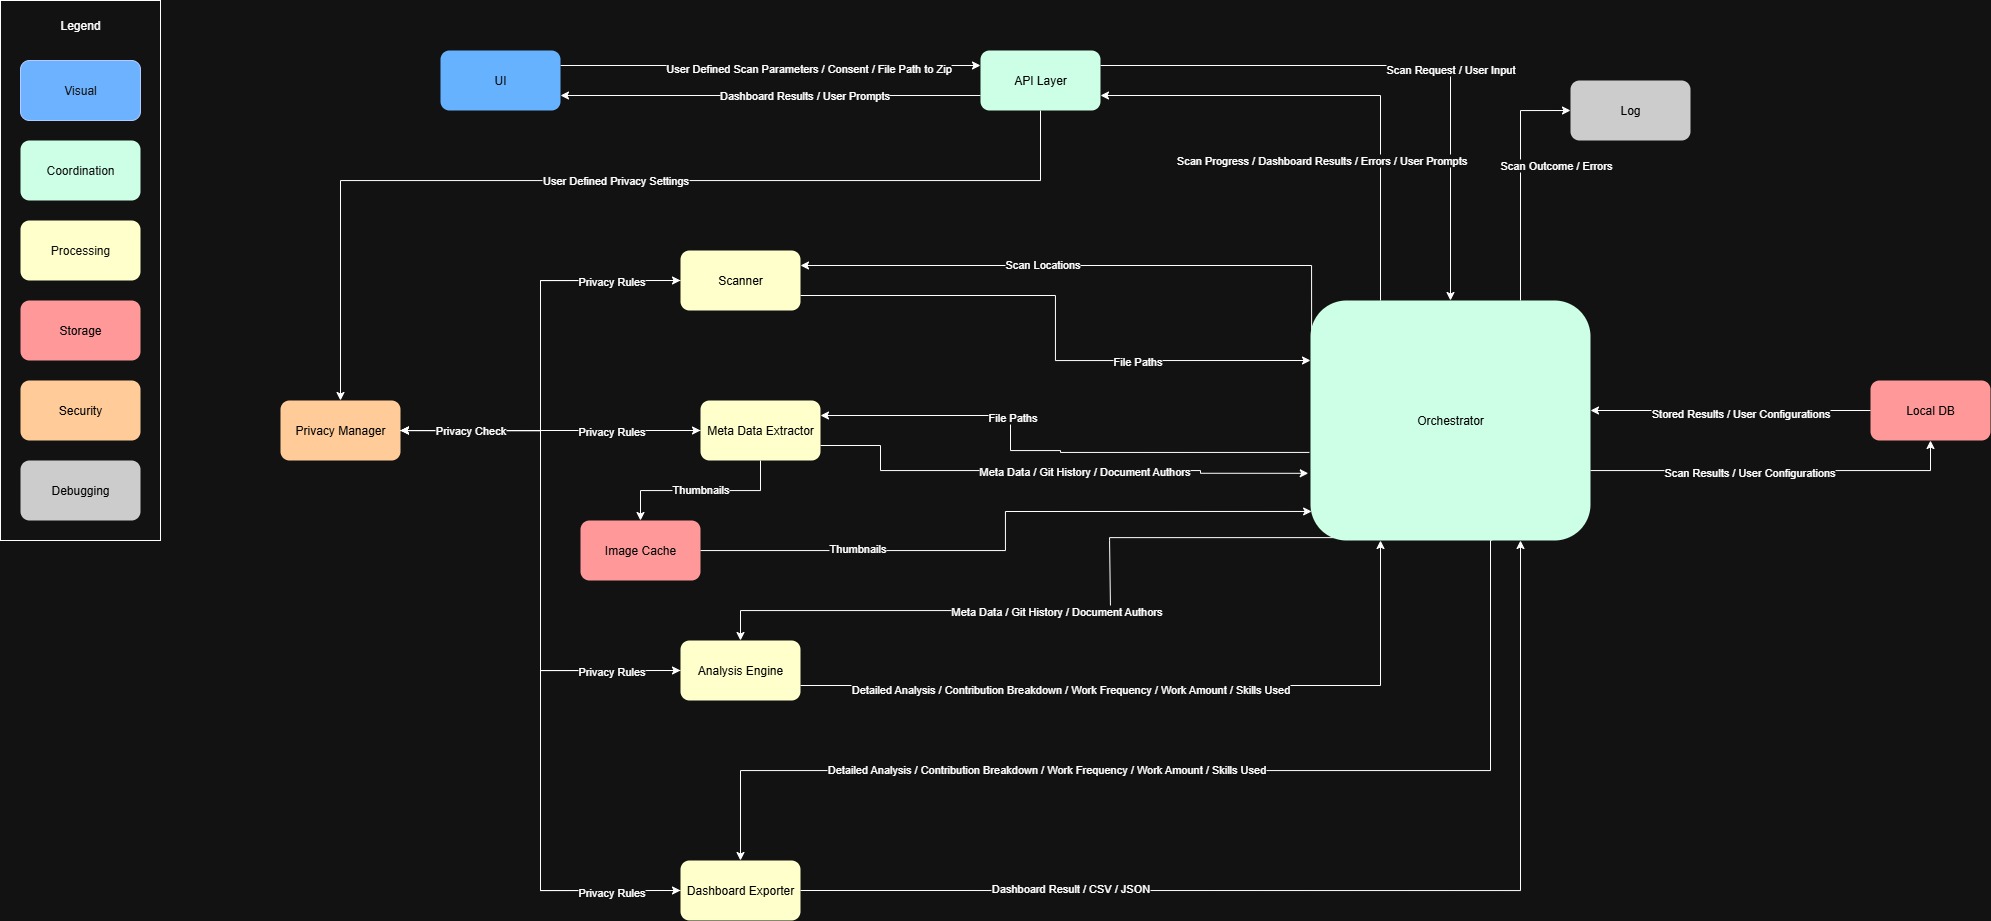 Legend
Visual
Coordination
Processing
Storage
Security
Debugging
UI
User Defined Scan Parameters / Consent / File Path to Zip
Dashboard Results / User Prompts
API Layer
Scan Request / User Input
Log
Scan Progress / Dashboard Results / Errors / User Prompts
Scan Outcome / Errors
User Defined Privacy Settings
Scan Locations
Privacy Rules
Scanner
File Paths
Privacy Manager
Privacy Check
Privacy Rules
Meta Data Extractor
File Paths
Meta Data / Git History / Document Authors
Orchestrator
Stored Results / User Configurations
Local DB
Scan Results / User Configurations
Thumbnails
Image Cache
Thumbnails
Meta Data / Git History / Document Authors
Privacy Rules
Analysis Engine
Detailed Analysis / Contribution Breakdown / Work Frequency / Work Amount / Skills Used
Detailed Analysis / Contribution Breakdown / Work Frequency / Work Amount / Skills Used
Privacy Rules
Dashboard Exporter
Dashboard Result / CSV / JSON